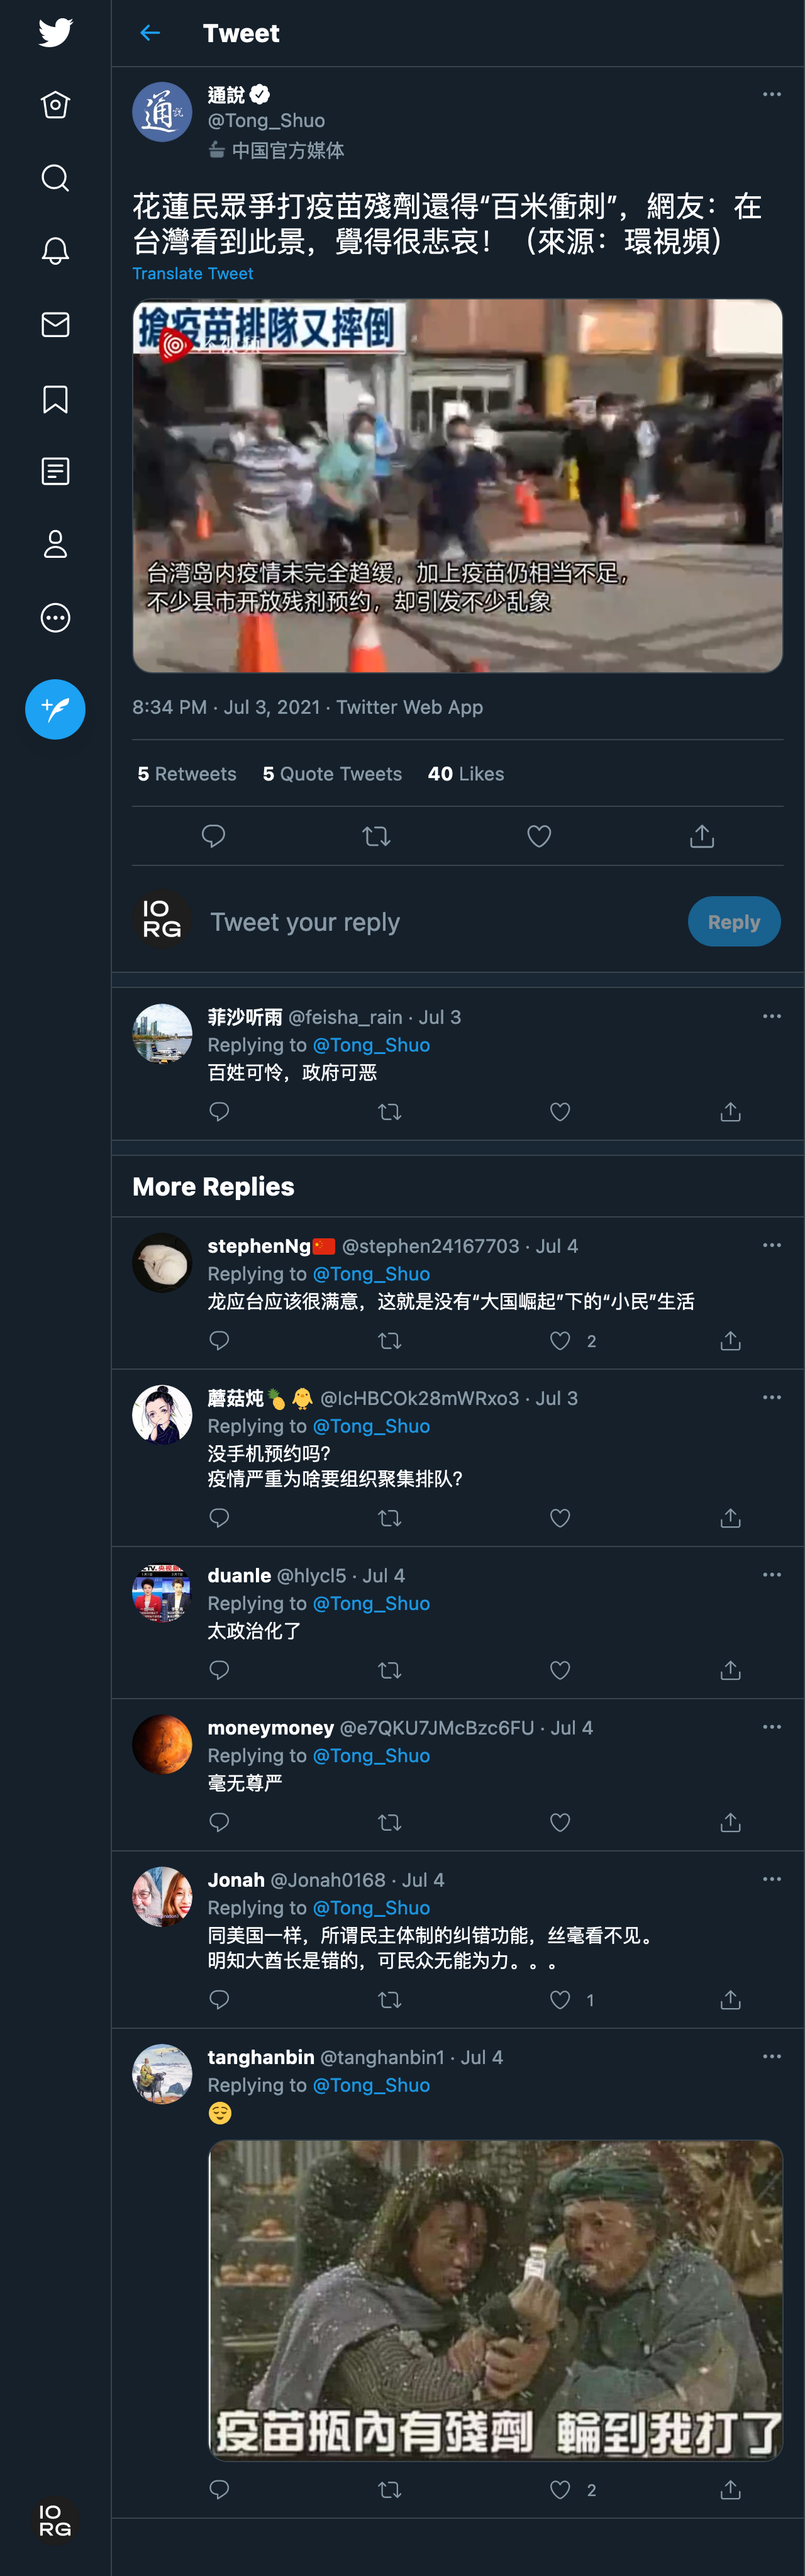 Tweet
通說
@Tong_Shuo
中国官方媒体
花蓮民眾爭打疫苗殘劑還得“百米衝刺”，網友：在
台灣看到此景，覺得很悲哀！（來源：環視頻）
Translate Tweet
搶疫苗排隊又摔倒
台湾岛内疫情未完全趋缓，加上疫苗仍相当不足，
不少县市开放残剂预约，却引发不少乱象
8:34 PM · Jul 3, 2021 · Twitter Web App
5 Retweets 5 Quote Tweets 40 Likes
IO
RG
Tweet your reply
Reply
菲沙听雨 @feisha_rain · Jul 3
Replying to @Tong_Shuo
百姓可怜，政府可恶
More Replies
stephenNg🇨🇳 @stephen24167703 · Jul 4
Replying to @Tong_Shuo
龙应台应该很满意，这就是没有“大国崛起”下的“小民”生活
2
蘑菇炖🍍🐥 @lcHBCOk28mWRxo3 · Jul 3
Replying to @Tong_Shuo
没手机预约吗？
疫情严重为啥要组织聚集排队？
duanle @hlycl5 · Jul 4
Replying to @Tong_Shuo
太政治化了
moneymoney @e7QKU7JMcBzc6FU · Jul 4
Replying to @Tong_Shuo
毫无尊严
Jonah @Jonah0168 · Jul 4
Replying to @Tong_Shuo
同美国一样，所谓民主体制的纠错功能，丝毫看不见。
明知大酋长是错的，可民众无能为力。。。
1
tanghanbin @tanghanbin1 · Jul 4
Replying to @Tong_Shuo
😌
疫苗瓶內有殘劑 輪到我打了
2
IO
RG